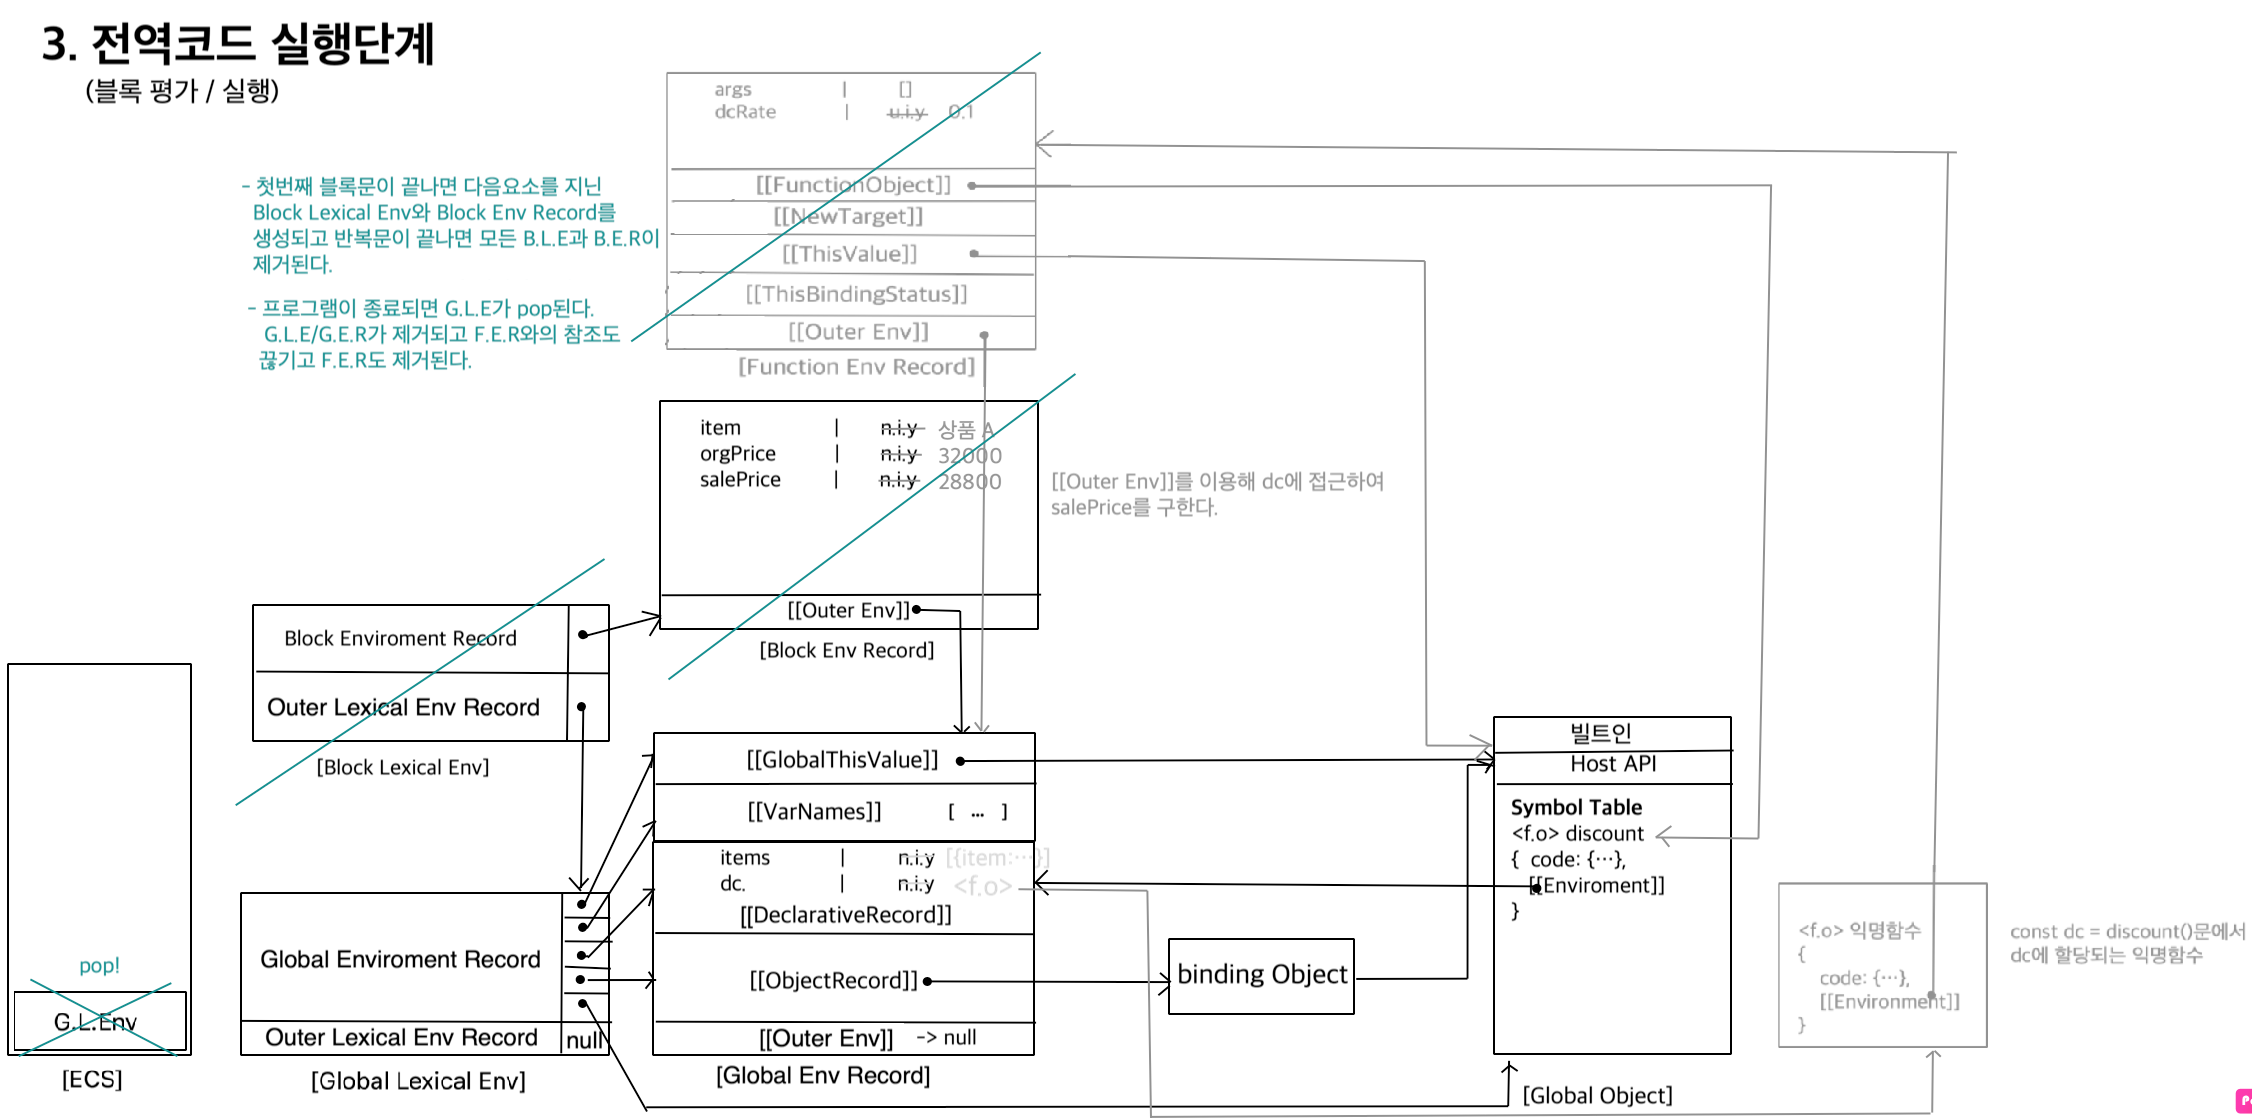 3. 전역코드 실행단계
(블록 평가 / 실행)
- 첫번째 블록문이 끝나면 다음요소를 지닌
Block Lexical Env와 Block Env Record를
생성되고 반복문이 끝나면 모든 B.L.E과 B.E.R이
제거된다.
- 프로그램이 종료되면 G.L.E가 pop된다.
G.L.E/G.E.R가 제거되고 F.E.R와의 참조도
끊기고 F.E.R도 제거된다.
args | []
dcRate | u.i.y 0.1
[[FunctionObject]]
[[NewTarget]]
[[ThisValue]]
[[ThisBindingStatus]]
[[Outer Env]]
[Function Env Record]
item | n.i.y 상품 A
orgPrice | n.i.y 32000
salePrice | n.i.y 28800
[[Outer Env]]
[Block Env Record]
[[Outer Env]]를 이용해 dc에 접근하여
salePrice를 구한다.
Block Enviroment Record
Outer Lexical Env Record
[Block Lexical Env]
pop!
G.L.Env
[ECS]
Global Enviroment Record
Outer Lexical Env Record null
[Global Lexical Env]
[[GlobalThisValue]]
[[VarNames]] [ ... ]
items | n.i.y [{item:…}]
dc. | n.i.y <f.o>
[[DeclarativeRecord]]
[[ObjectRecord]]
[[Outer Env]] -> null
[Global Env Record]
binding Object
빌트인
Host API
Symbol Table
<f.o> discount
{ code: {…},
[[Enviroment]]
}
[Global Object]
<f.o> 익명함수
{
code: {…},
[[Environment]]
}
const dc = discount()문에서
dc에 할당되는 익명함수